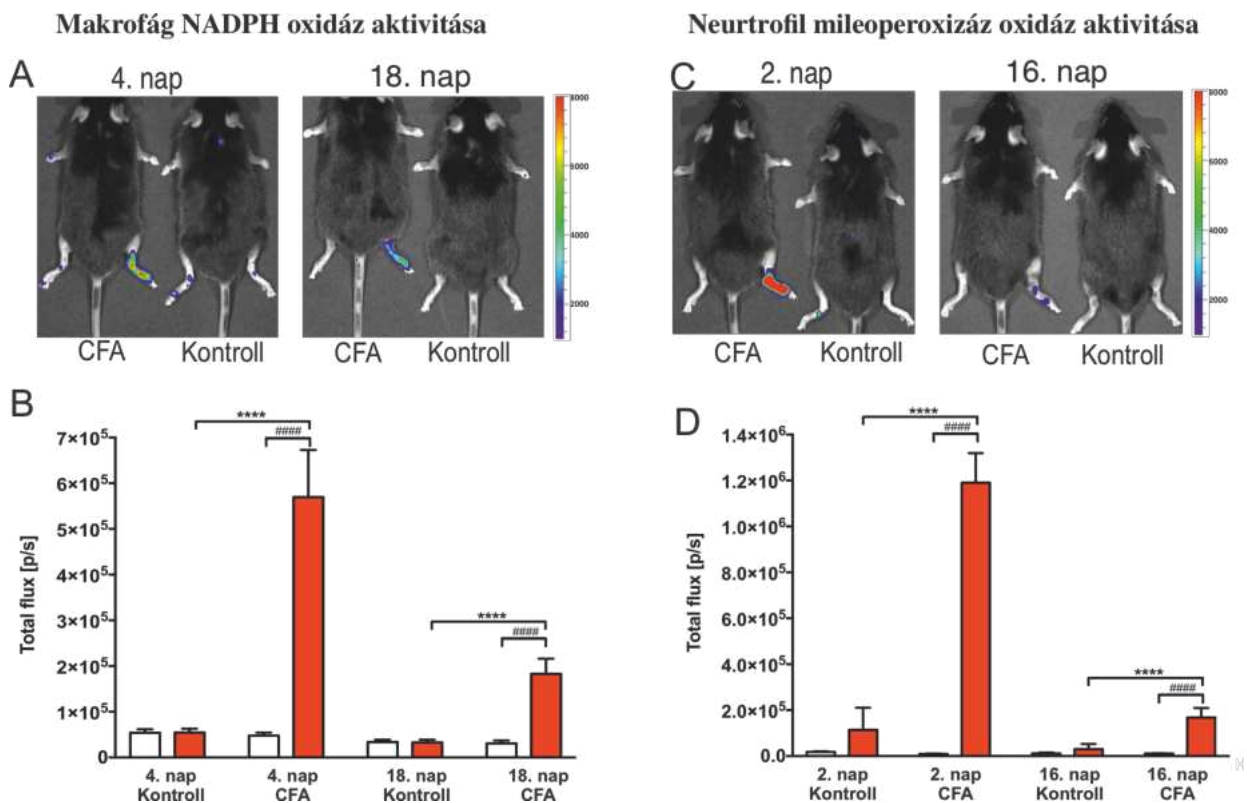 Makrofág NADPH oxidáz aktivitása
A
4. nap
18. nap
8000
6000
4000
2000
CFA
Kontroll
CFA
Kontroll
B
Total flux [p/s]
7×10⁵
6×10⁵
5×10⁵
4×10⁵
3×10⁵
2×10⁵
1×10⁵
0
****
####
****
####
4. nap
Kontroll
4. nap
CFA
18. nap
Kontroll
18. nap
CFA
Neurtrofil mileoperoxizáz oxidáz aktivitása
C
2. nap
16. nap
8000
6000
4000
2000
CFA
Kontroll
CFA
Kontroll
D
Total flux [p/s]
1.4×10⁶
1.2×10⁶
1.0×10⁶
8.0×10⁵
6.0×10⁵
4.0×10⁵
2.0×10⁵
0.0
****
####
****
####
2. nap
Kontroll
2. nap
CFA
16. nap
Kontroll
16. nap
CFA